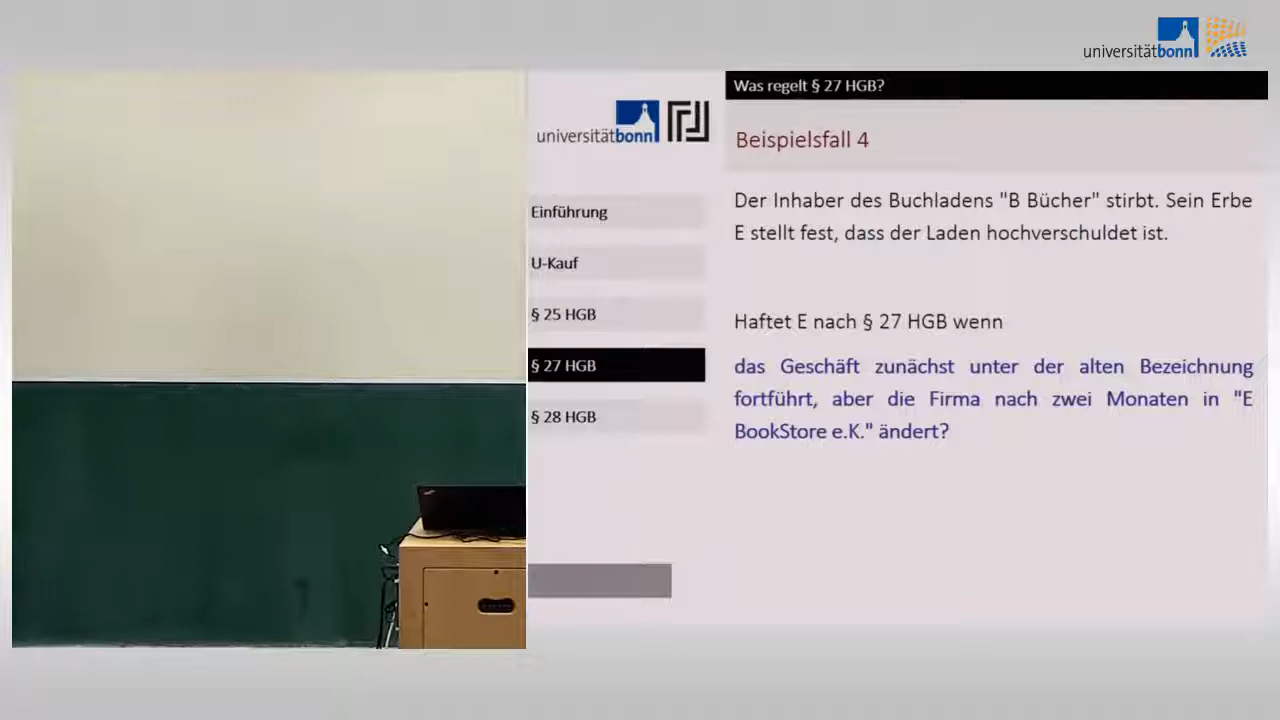 universitätbonn
Was regelt § 27 HGB?
universitätbonn
Beispielsfall 4
Einführung
U-Kauf
§ 25 HGB
§ 27 HGB
§ 28 HGB
Der Inhaber des Buchladens "B Bücher" stirbt. Sein Erbe
E stellt fest, dass der Laden hochverschuldet ist.
Haftet E nach § 27 HGB wenn
das Geschäft zunächst unter der alten Bezeichnung
fortführt, aber die Firma nach zwei Monaten in "E
BookStore e.K." ändert?